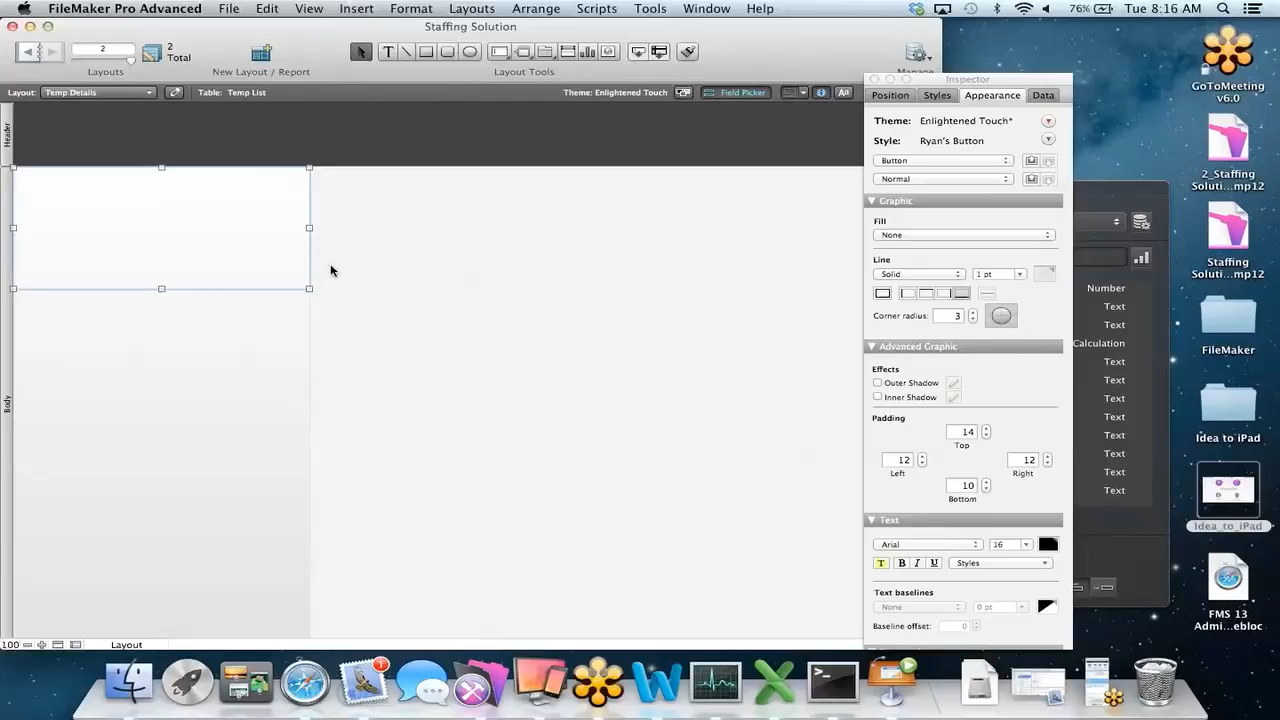 FileMaker Pro Advanced File Edit View Insert Format Layouts Arrange Scripts Tools Window Help 76% Tue 8:16 AM
Staffing Solution
2
2
Total
Layouts
New Layout / Report
Layout Tools
Manage
T
Layout: Temp Details Table: Temp List Theme: Enlightened Touch Field Picker Aa
Inspector
Position Styles Appearance Data
Theme: Enlightened Touch*
Style: Ryan's Button
Button
Normal
Graphic
Fill
None
Line
Solid 1 pt
Corner radius: 3
Advanced Graphic
Effects
Outer Shadow
Inner Shadow
Padding
14
Top
12 12
Left Right
10
Bottom
Text
Arial 16
T B I U Styles
Text baselines
None 0 pt
Baseline offset: 0
Header
Body
Number
Text
Text
Calculation
Text
Text
Text
Text
Text
Text
Text
Text
100 Layout
GoToMeeting
v6.0
2_Staffing
Soluti...mp12
Staffing
Soluti...mp12
FileMaker
Idea to iPad
Idea_to_iPad
FMS 13
Admi...ebloc
1